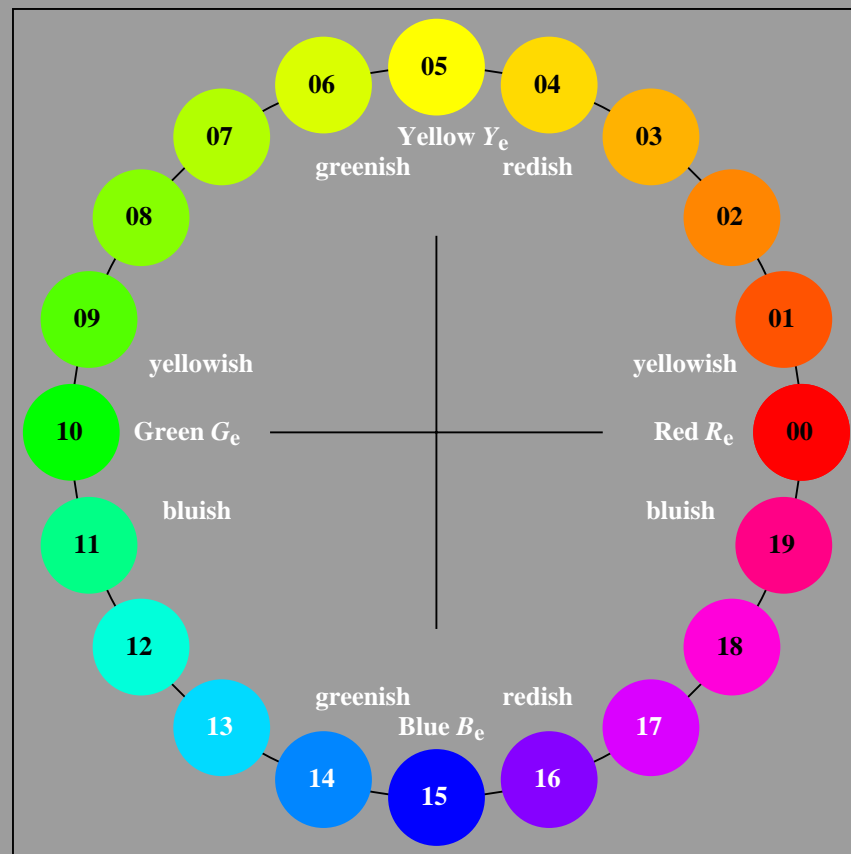 05
06
04
Yellow Ye
07
03
greenish
redish
08
02
09
01
yellowish
yellowish
10
Green Ge
Red Re
00
bluish
bluish
11
19
12
18
greenish
redish
13
Blue Be
17
14
16
15